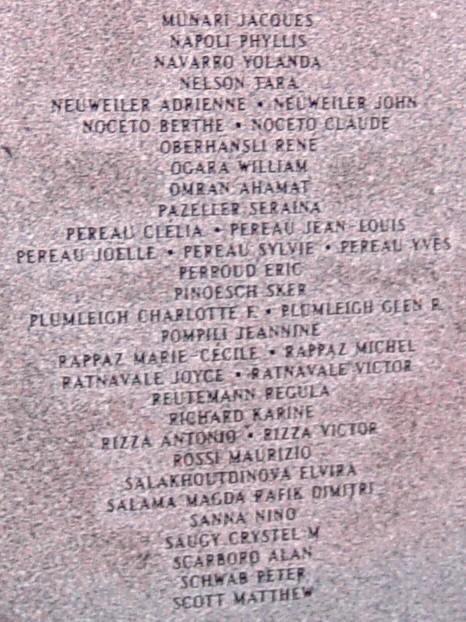 MUNARI JACQUES
NAPOLI PHYLLIS
NAVARRO YOLANDA
NELSON TARA
NEUWEILER ADRIENNE • NEUWEILER JOHN
NOCETO BERTHE • NOCETO CLAUDE
OBERHANSLI RENE
OGARA WILLIAM
OMRAN AHAMAT
PAZELLER SERAINA
PEREAU CLELIA • PEREAU JEAN-LOUIS
PEREAU JOELLE • PEREAU SYLVIE • PEREAU YVES
PERROUD ERIC
PINOESCH SKER
PLUMLEIGH CHARLOTTE F. • PLUMLEIGH GLEN R.
POMPILI JEANNINE
RAPPAZ MARIE-CECILE • RAPPAZ MICHEL
RATNAVALE JOYCE • RATNAVALE VICTOR
REUTEMANN REGULA
RICHARD KARINE
RIZZA ANTONIO • RIZZA VICTOR
ROSSI MAURIZIO
SALAKHOUTDINOVA ELVIRA
SALAMA MAGDA RAFIK DIMITRI
SANNA NINO
SAUGY CRYSTEL M
SCARBORO ALAN
SCHWAB PETER
SCOTT MATTHEW